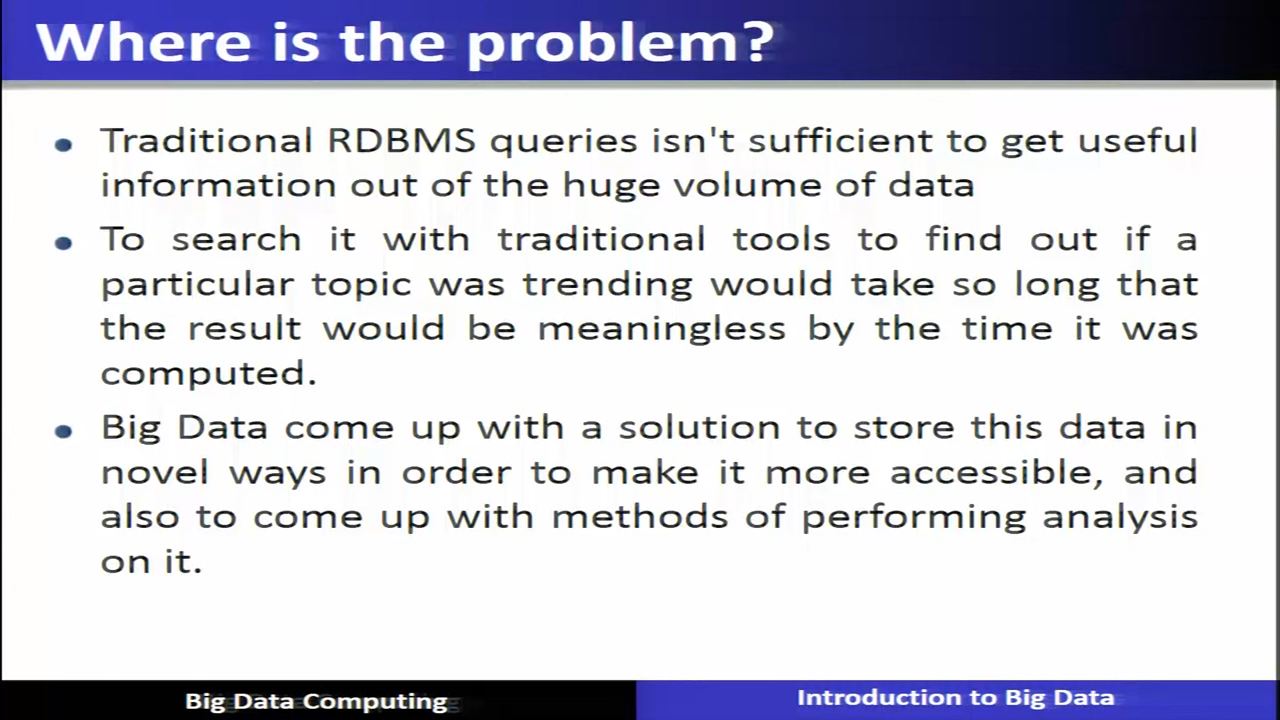 Where is the problem?
Traditional RDBMS queries isn't sufficient to get useful
information out of the huge volume of data
To search it with traditional tools to find out if a
particular topic was trending would take so long that
the result would be meaningless by the time it was
computed.
Big Data come up with a solution to store this data in
novel ways in order to make it more accessible, and
also to come up with methods of performing analysis
on it.
Big Data Computing
Introduction to Big Data